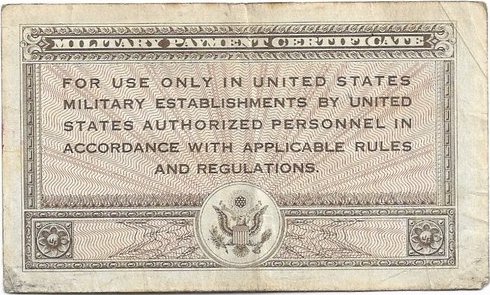 MILITARY PAYMENT CERTIFICATE
FOR USE ONLY IN UNITED STATES
MILITARY ESTABLISHMENTS BY UNITED
STATES AUTHORIZED PERSONNEL IN
ACCORDANCE WITH APPLICABLE RULES
AND REGULATIONS.